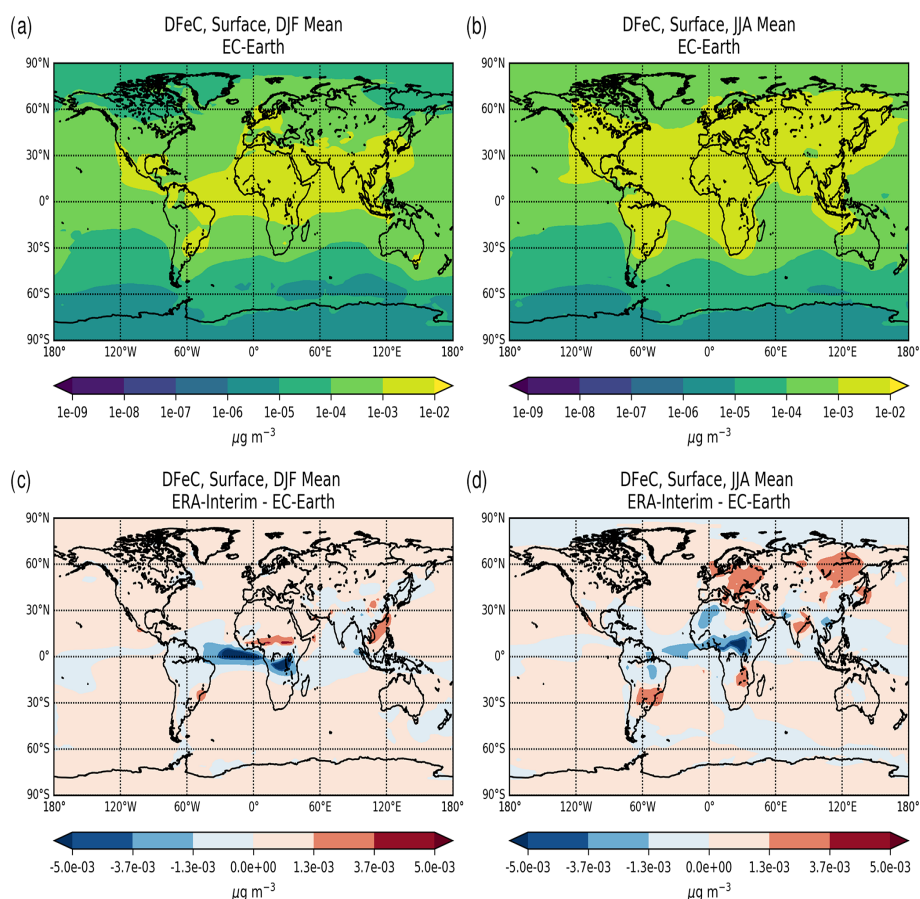 (a)
DFeC, Surface, DJF Mean
EC-Earth
90°N
60°N
30°N
0°
30°S
60°S
90°S
180° 120°W 60°W 0° 60°E 120°E 180°
1e-09 1e-08 1e-07 1e-06 1e-05 1e-04 1e-03 1e-02
μg m⁻³
(b)
DFeC, Surface, JJA Mean
EC-Earth
90°N
60°N
30°N
0°
30°S
60°S
90°S
180° 120°W 60°W 0° 60°E 120°E 180°
1e-09 1e-08 1e-07 1e-06 1e-05 1e-04 1e-03 1e-02
μg m⁻³
(c)
DFeC, Surface, DJF Mean
ERA-Interim - EC-Earth
90°N
60°N
30°N
0°
30°S
60°S
90°S
180° 120°W 60°W 0° 60°E 120°E 180°
-5.0e-03 -3.7e-03 -1.3e-03 0.0e+00 1.3e-03 3.7e-03 5.0e-03
μg m⁻³
(d)
DFeC, Surface, JJA Mean
ERA-Interim - EC-Earth
90°N
60°N
30°N
0°
30°S
60°S
90°S
180° 120°W 60°W 0° 60°E 120°E 180°
-5.0e-03 -3.7e-03 -1.3e-03 0.0e+00 1.3e-03 3.7e-03 5.0e-03
μg m⁻³